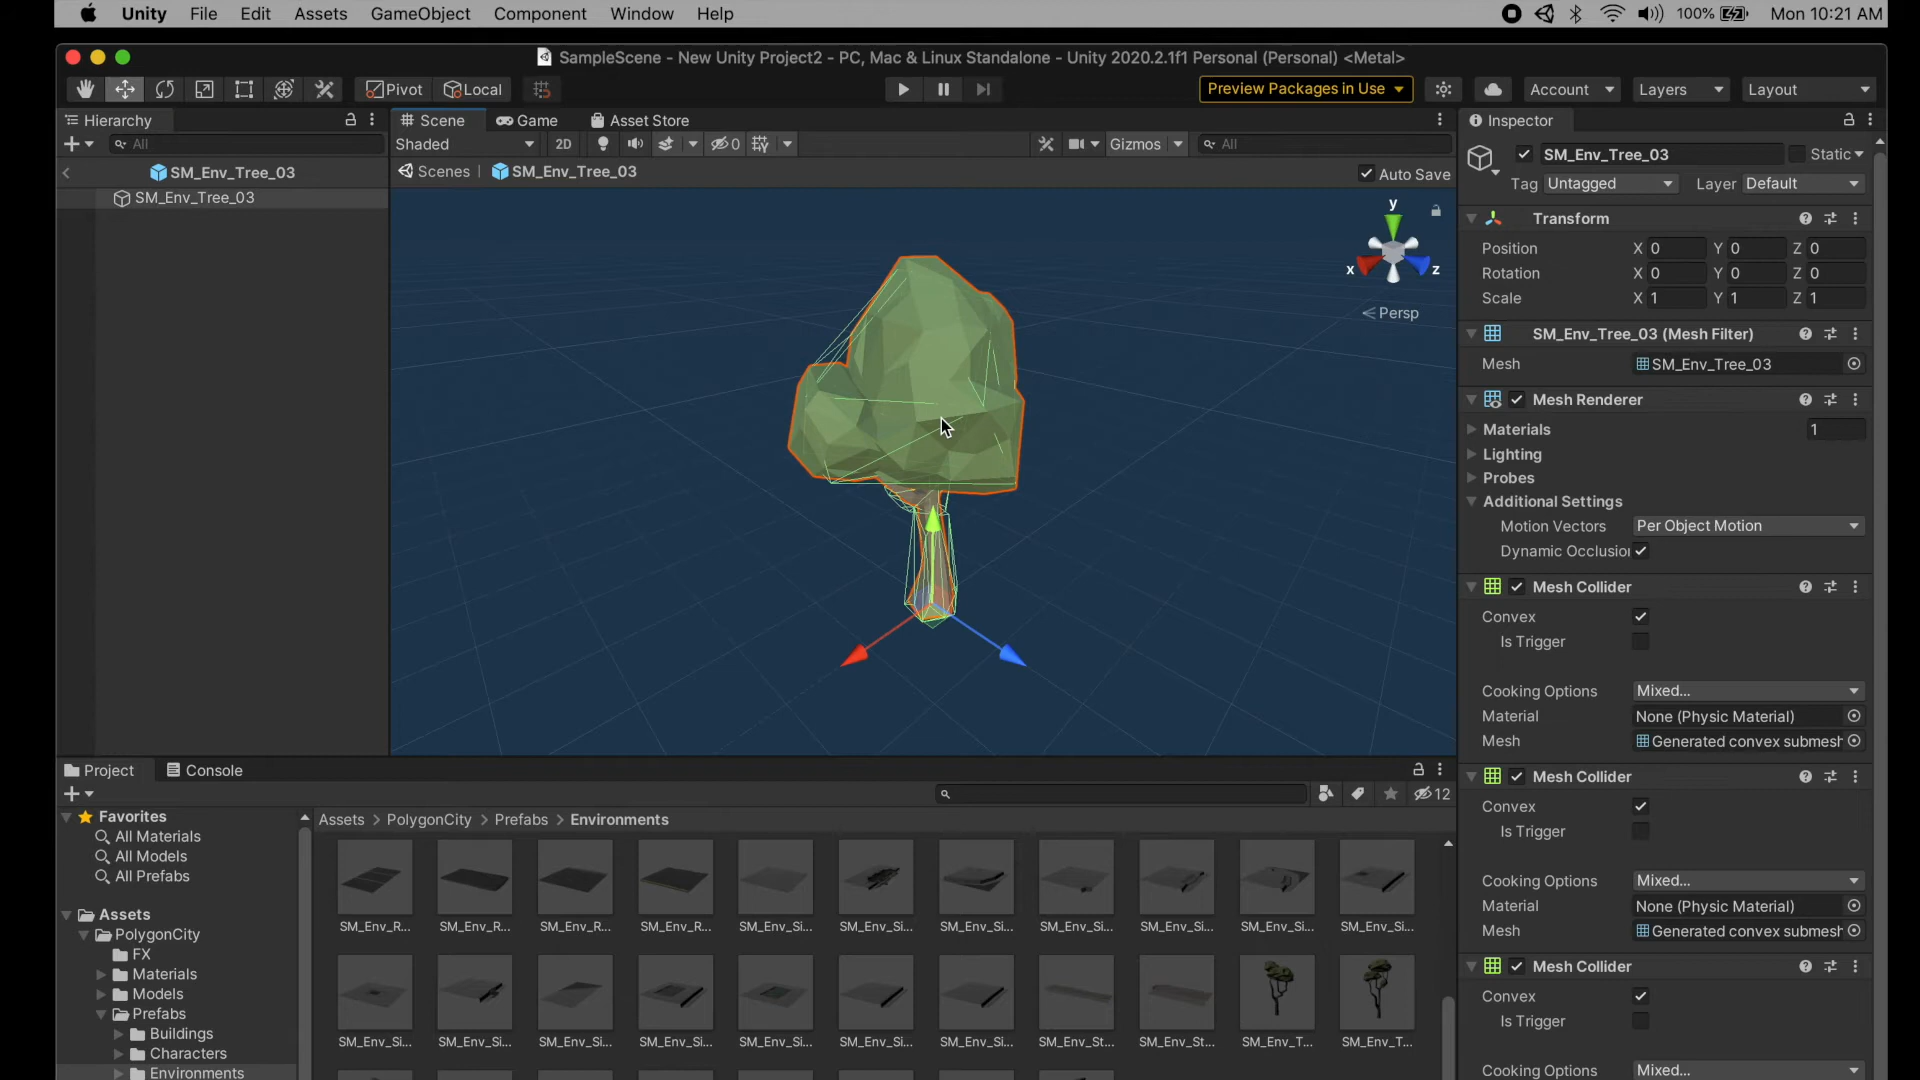 Unity File Edit Assets GameObject Component Window Help 100% Mon 10:21 AM
SampleScene - New Unity Project2 - PC, Mac & Linux Standalone - Unity 2020.2.1f1 Personal (Personal) <Metal>
Pivot Local Preview Packages in Use Account Layers Layout
Hierarchy
All
SM_Env_Tree_03
SM_Env_Tree_03
Scene Game Asset Store
Shaded 2D 0 Gizmos All
Scenes SM_Env_Tree_03 Auto Save
y
x z
< Persp
Inspector
SM_Env_Tree_03 Static
Tag Untagged Layer Default
Transform
Position X 0 Y 0 Z 0
Rotation X 0 Y 0 Z 0
Scale X 1 Y 1 Z 1
SM_Env_Tree_03 (Mesh Filter)
Mesh SM_Env_Tree_03
Mesh Renderer
Materials 1
Lighting
Probes
Additional Settings
Motion Vectors Per Object Motion
Dynamic Occlusion
Mesh Collider
Convex
Is Trigger
Cooking Options Mixed...
Material None (Physic Material)
Mesh Generated convex submesh
Mesh Collider
Convex
Is Trigger
Cooking Options Mixed...
Material None (Physic Material)
Mesh Generated convex submesh
Mesh Collider
Convex
Is Trigger
Cooking Options Mixed...
Project Console
12
Favorites
All Materials
All Models
All Prefabs
Assets
PolygonCity
FX
Materials
Models
Prefabs
Buildings
Characters
Environments
Assets > PolygonCity > Prefabs > Environments
SM_Env_R... SM_Env_R... SM_Env_R... SM_Env_R... SM_Env_Si... SM_Env_Si... SM_Env_Si... SM_Env_Si... SM_Env_Si... SM_Env_Si... SM_Env_Si...
SM_Env_Si... SM_Env_Si... SM_Env_Si... SM_Env_Si... SM_Env_Si... SM_Env_Si... SM_Env_Si... SM_Env_St... SM_Env_St... SM_Env_T... SM_Env_T...